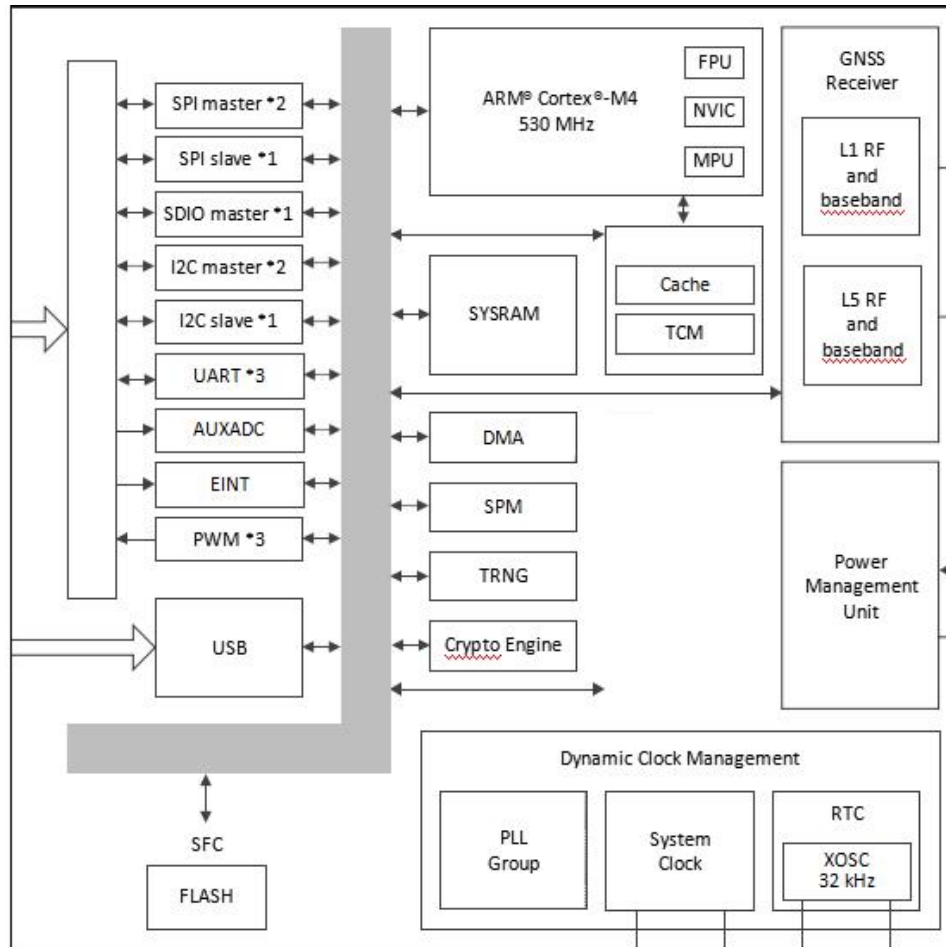 SPI master *2
SPI slave *1
SDIO master *1
I2C master *2
I2C slave *1
UART *3
AUXADC
EINT
PWM *3
USB
SFC
FLASH
ARM® Cortex®-M4
530 MHz
FPU
NVIC
MPU
SYSRAM
Cache
TCM
DMA
SPM
TRNG
Crypto Engine
GNSS
Receiver
L1 RF
and
baseband
L5 RF
and
baseband
Power
Management
Unit
Dynamic Clock Management
PLL
Group
System
Clock
RTC
XOSC
32 kHz